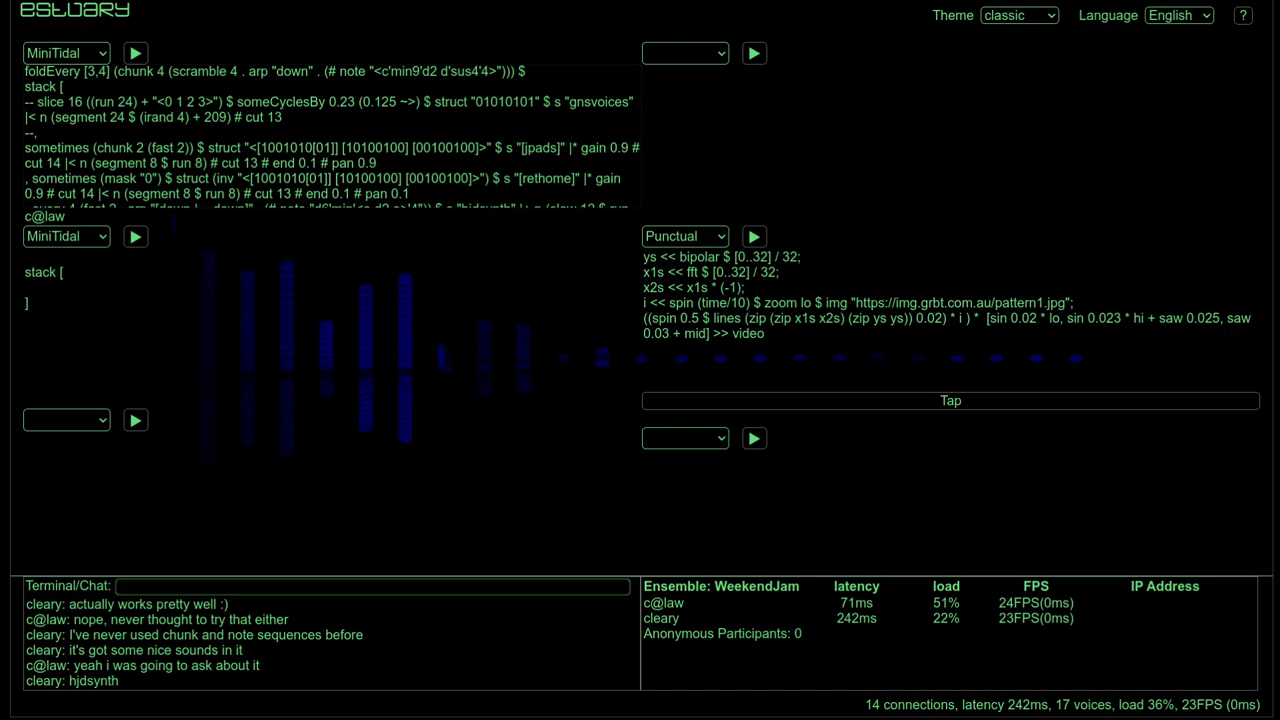 estuary
Theme classic Language English ?
MiniTidal
foldEvery [3,4] (chunk 4 (scramble 4 . arp "down" . (# note "<c'min9'd2 d'sus4'4>"))) $
stack [
-- slice 16 ((run 24) + "<0 1 2 3>") $ someCyclesBy 0.23 (0.125 ~>) $ struct "01010101" $ s "gnsvoices"
|< n (segment 24 $ (irand 4) + 209) # cut 13
--,
sometimes (chunk 2 (fast 2)) $ struct "<[1001010[01]] [10100100] [00100100]>" $ s "[jpads]" |* gain 0.9 #
cut 14 |< n (segment 8 $ run 8) # cut 13 # end 0.1 # pan 0.9
, sometimes (mask "0") $ struct (inv "<[1001010[01]] [10100100] [00100100]>") $ s "[rethome]" |* gain
0.9 # cut 14 |< n (segment 8 $ run 8) # cut 13 # end 0.1 # pan 0.1
c@law
MiniTidal
stack [
]
Punctual
ys << bipolar $ [0..32] / 32;
x1s << fft $ [0..32] / 32;
x2s << x1s * (-1);
i << spin (time/10) $ zoom lo $ img "https://img.grbt.com.au/pattern1.jpg";
((spin 0.5 $ lines (zip (zip x1s x2s) (zip ys ys)) 0.02) * i ) * [sin 0.02 * lo, sin 0.023 * hi + saw 0.025, saw
0.03 + mid] >> video
Tap
Terminal/Chat:
cleary: actually works pretty well :)
c@law: nope, never thought to try that either
cleary: I've never used chunk and note sequences before
cleary: it's got some nice sounds in it
c@law: yeah i was going to ask about it
cleary: hjdsynth
Ensemble: WeekendJam latency load FPS IP Address
c@law 71ms 51% 24FPS(0ms)
cleary 242ms 22% 23FPS(0ms)
Anonymous Participants: 0
14 connections, latency 242ms, 17 voices, load 36%, 23FPS (0ms)